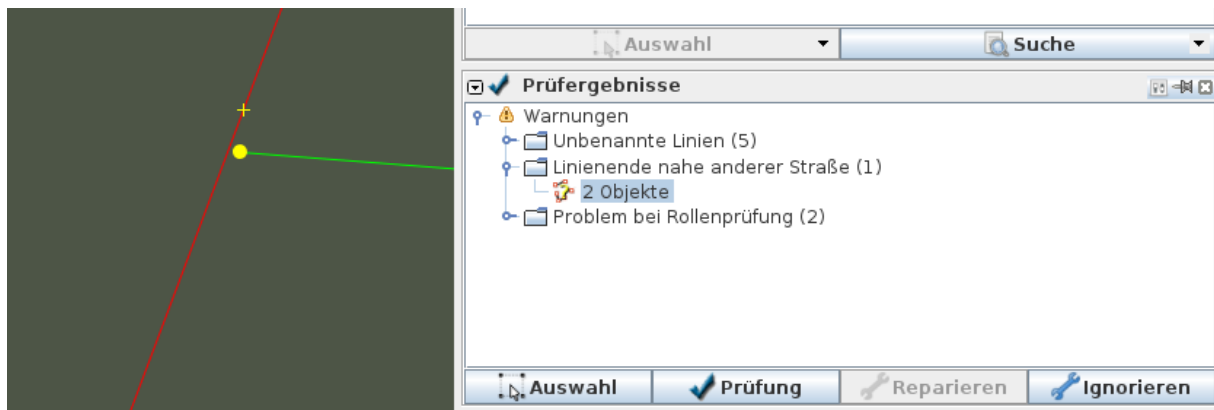 Auswahl Suche
Prüfergebnisse
Warnungen
Unbenannte Linien (5)
Linienende nahe anderer Straße (1)
2 Objekte
Problem bei Rollenprüfung (2)
Auswahl Prüfung Reparieren Ignorieren